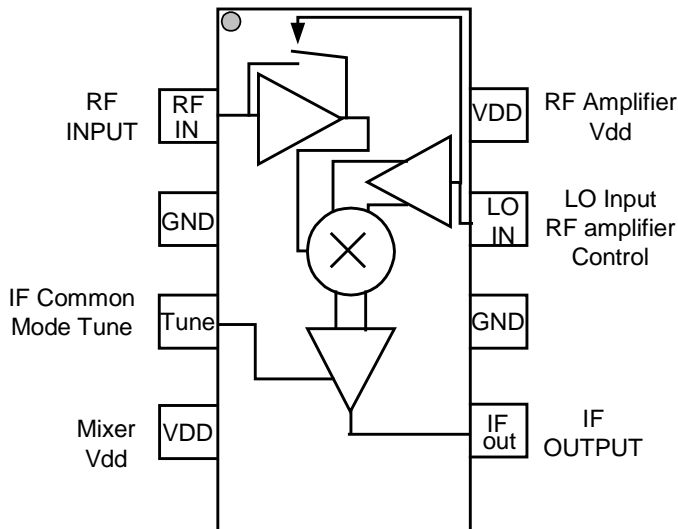 RF
INPUT
RF
IN
GND
IF Common
Mode Tune
Tune
Mixer
Vdd
VDD
VDD
RF Amplifier
Vdd
LO
IN
LO Input
RF amplifier
Control
GND
IF
out
IF
OUTPUT